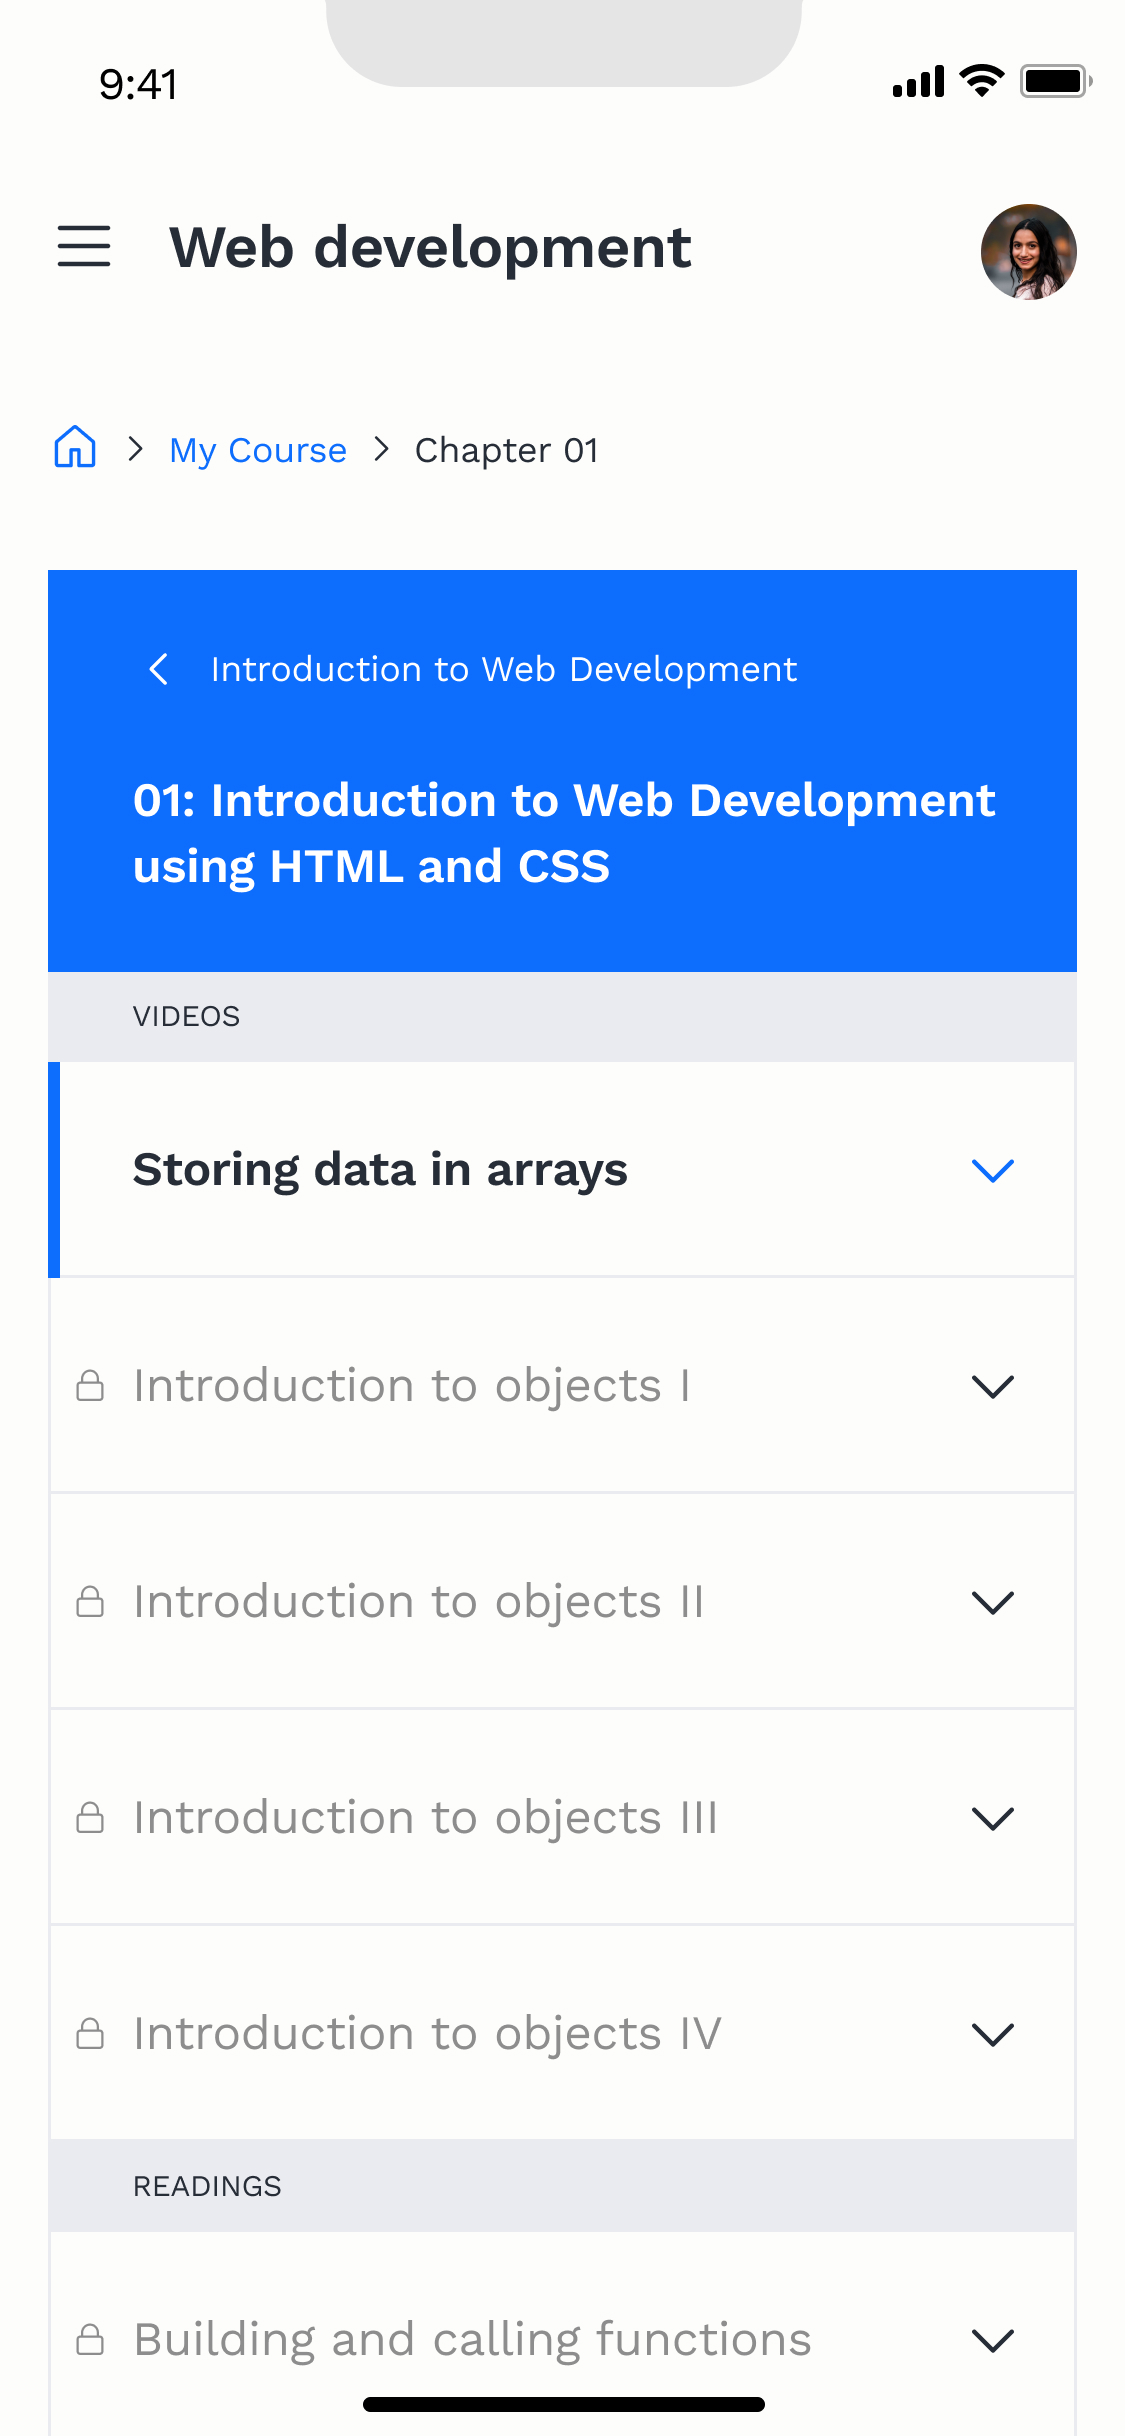 9:41
Web development
My Course
Chapter 01
Introduction to Web Development
01: Introduction to Web Development
using HTML and CSS
VIDEOS
Storing data in arrays
Introduction to objects I
Introduction to objects II
Introduction to objects III
Introduction to objects IV
READINGS
Building and calling functions